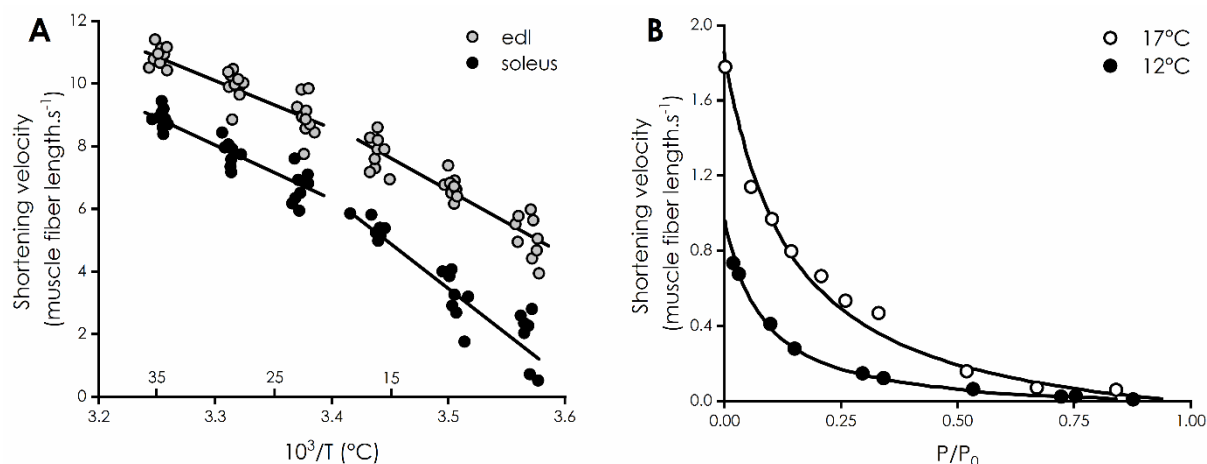 A
edl
soleus
Shortening velocity
(muscle fiber length.s⁻¹)
12
10
8
6
4
2
0
35
25
15
3.2
3.3
3.4
3.5
3.6
10³/T (°C)
B
17°C
12°C
Shortening velocity
(muscle fiber length.s⁻¹)
2.0
1.6
1.2
0.8
0.4
0.0
0.00
0.25
0.50
0.75
1.00
P/P₀